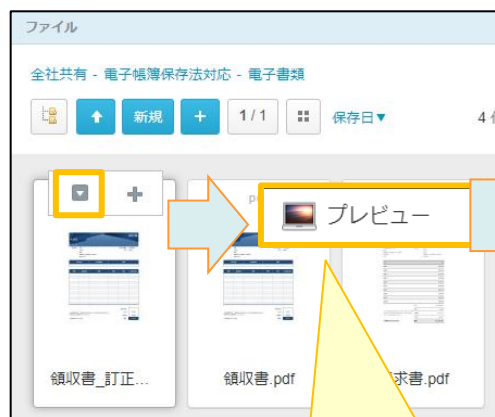 ファイル
全社共有 - 電子帳簿保存法対応 - 電子書類
新規
+
1/1
保存日▼
4
+
プレビュー
領収書_訂正...
領収書.pdf
求書.pdf